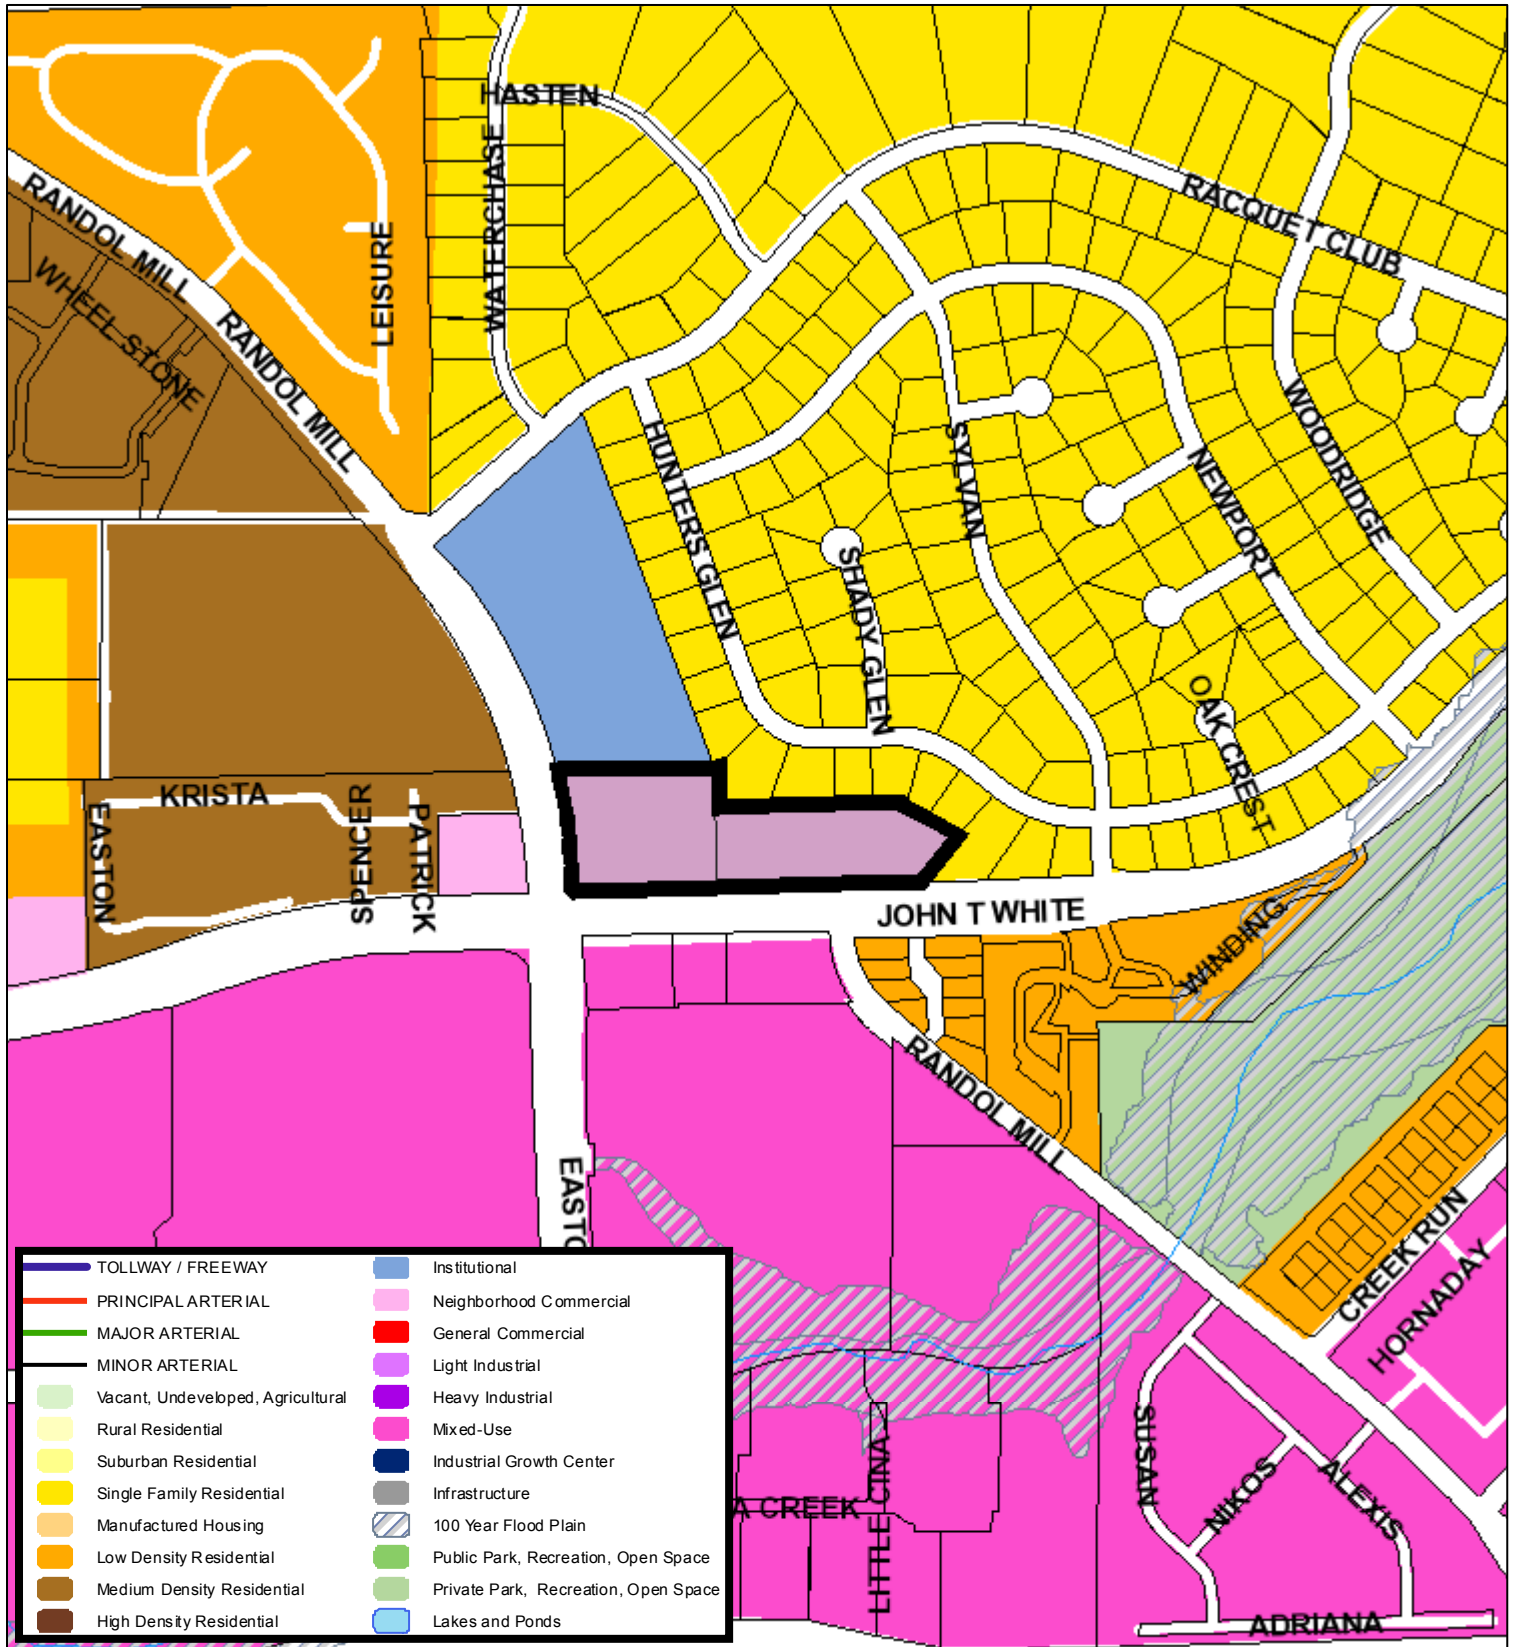 HASTEN
WATERCHASE
RACQUET CLUB
RANDOL MILL
LEISURE
WHEEL STONE
RANDOL MILL
WOODRIDGE
HUNTERS GLEN
SYLVAN
NEWPORT
SHADY GLEN
OAK CREST
KRISTA
EASTON
SPENCER
PATRICK
JOHN T WHITE
WINDING
RANDOL MILL
EASTC
CREEK RUN
HORNADAY
SUSAN
NIKOS
ALEXIS
A CREEK
LITTLE CINA
ADRIANA
TOLLWAY / FREEWAY
PRINCIPAL ARTERIAL
MAJOR ARTERIAL
MINOR ARTERIAL
Vacant, Undeveloped, Agricultural
Rural Residential
Suburban Residential
Single Family Residential
Manufactured Housing
Low Density Residential
Medium Density Residential
High Density Residential
Institutional
Neighborhood Commercial
General Commercial
Light Industrial
Heavy Industrial
Mixed-Use
Industrial Growth Center
Infrastructure
100 Year Flood Plain
Public Park, Recreation, Open Space
Private Park, Recreation, Open Space
Lakes and Ponds